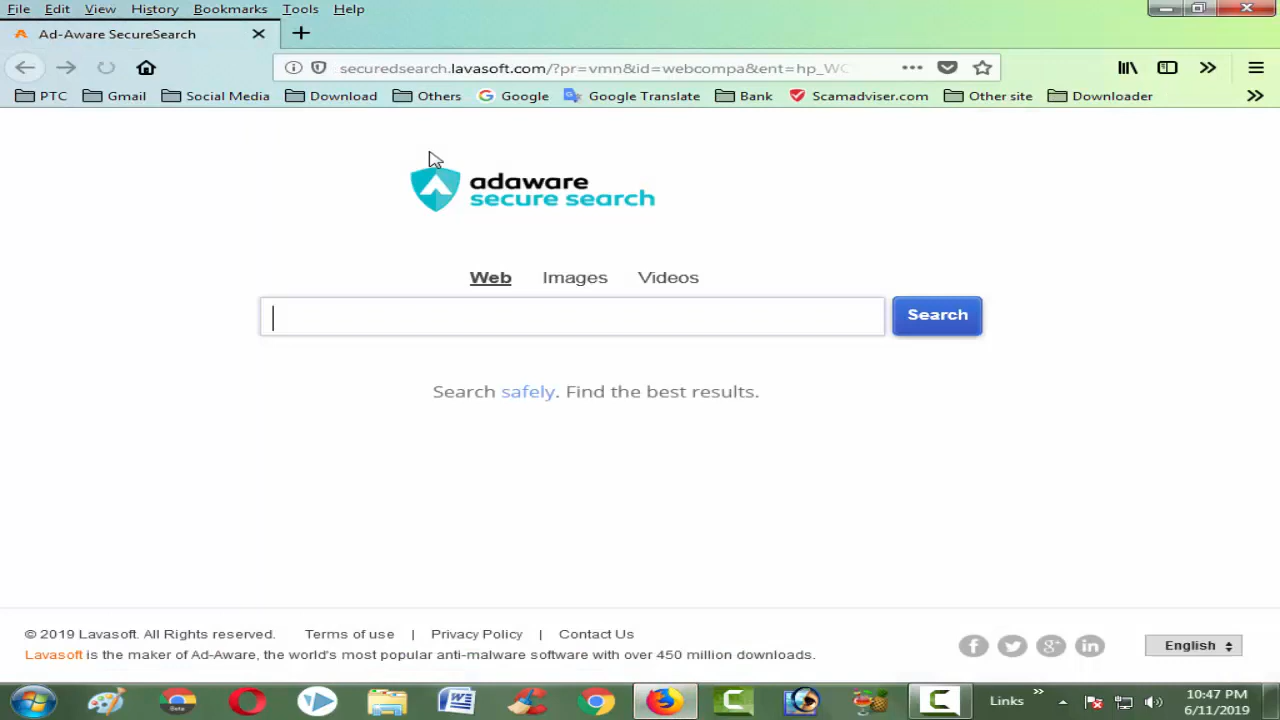 File Edit View History Bookmarks Tools Help
Ad-Aware SecureSearch
securedsearch.lavasoft.com/?pr=vmn&id=webcompa&ent=hp_WC
PTC Gmail Social Media Download Others Google Google Translate Bank Scamadviser.com Other site Downloader
adaware
secure search
Web Images Videos
Search
Search safely. Find the best results.
© 2019 Lavasoft. All Rights reserved. Terms of use | Privacy Policy | Contact Us
Lavasoft is the maker of Ad-Aware, the world's most popular anti-malware software with over 450 million downloads.
English
Beta
Links
10:47 PM
6/11/2019